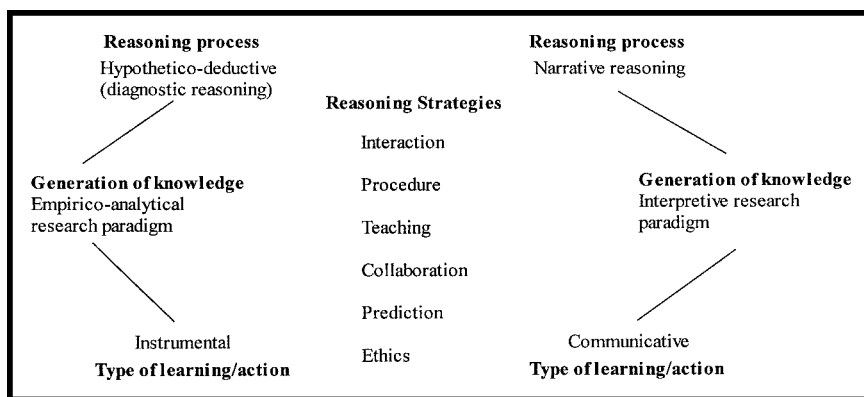 Reasoning process
Hypothetico-deductive
(diagnostic reasoning)
Generation of knowledge
Empirico-analytical
research paradigm
Instrumental
Type of learning/action
Reasoning Strategies
Interaction
Procedure
Teaching
Collaboration
Prediction
Ethics
Reasoning process
Narrative reasoning
Generation of knowledge
Interpretive research
paradigm
Communicative
Type of learning/action